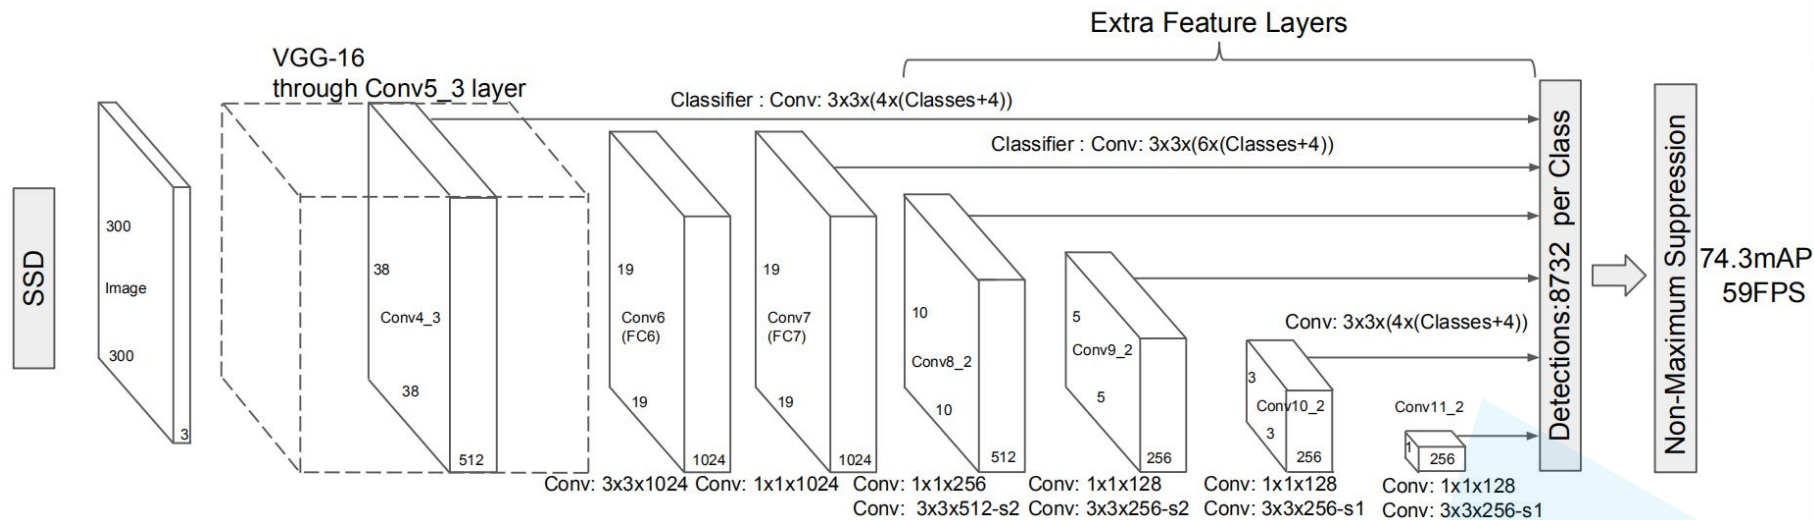 Extra Feature Layers
VGG-16
through Conv5_3 layer
Classifier : Conv: 3x3x(4x(Classes+4))
Classifier : Conv: 3x3x(6x(Classes+4))
SSD
300
Image
300
3
38
Conv4_3
38
512
19
Conv6
(FC6)
19
1024
19
Conv7
(FC7)
19
1024
10
Conv8_2
10
512
5
Conv9_2
5
256
Conv: 3x3x(4x(Classes+4))
3
Conv10_2
3
256
Conv11_2
1
256
Detections:8732 per Class
Non-Maximum Suppression
74.3mAP
59FPS
Conv: 3x3x1024
Conv: 1x1x1024
Conv: 1x1x256
Conv: 3x3x512-s2
Conv: 1x1x128
Conv: 3x3x256-s2
Conv: 1x1x128
Conv: 3x3x256-s1
Conv: 1x1x128
Conv: 3x3x256-s1